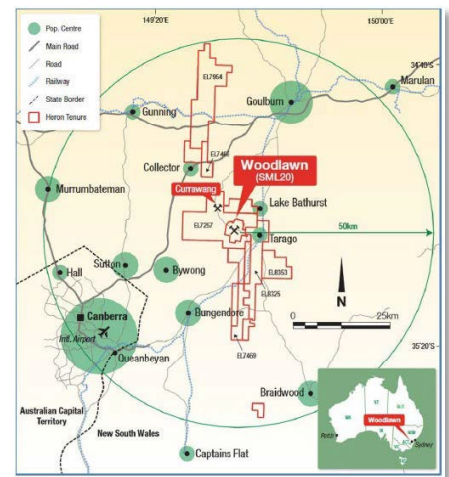 149°20'
150°00'
Pop. Centre
Main Road
Road
Railway
State Border
Heron Tenure
34°40'S
Marulan
EL7954
Goulburn
Gunning
Collector
Woodlawn
(SML20)
Currawang
Murrumbateman
Lake Bathurst
EL7257
50km
Tarago
Sutton
Bywong
Hall
EL8353
EL8325
N
Canberra
Intl. Airport
Bungendore
0
25km
Queanbeyan
EL7469
35°20'
Braidwood
Australian Capital
Territory
New South Wales
Captains Flat
Woodlawn
Perth
Sydney